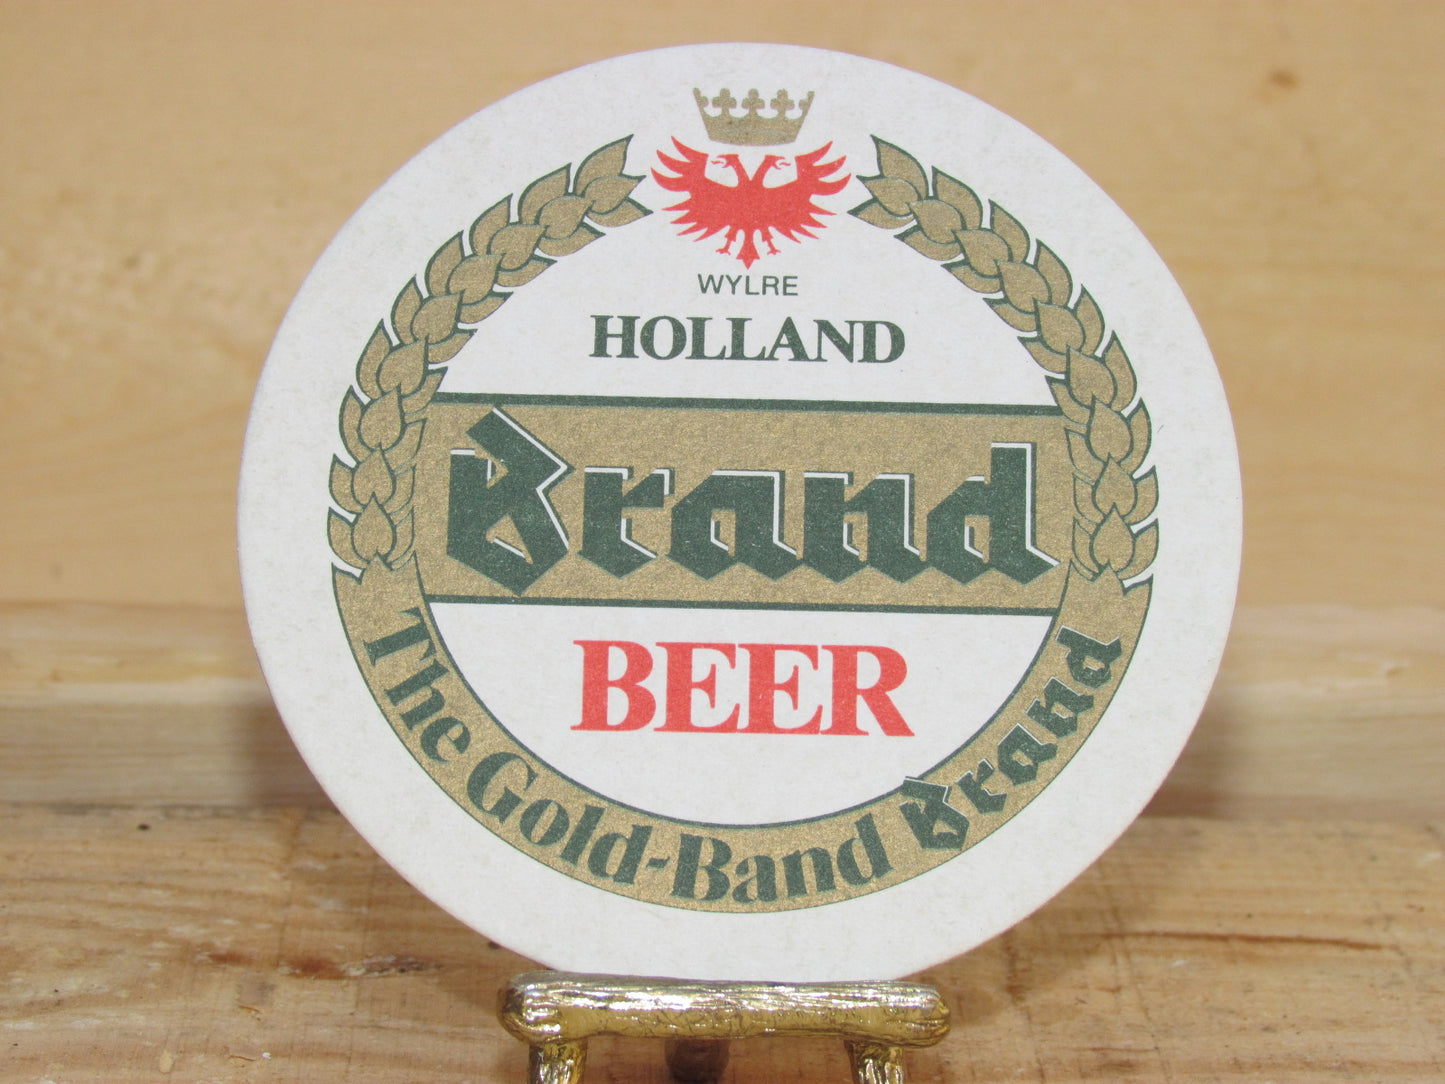 WYLRE
HOLLAND
Brand
BEER
The Gold-Band Brand